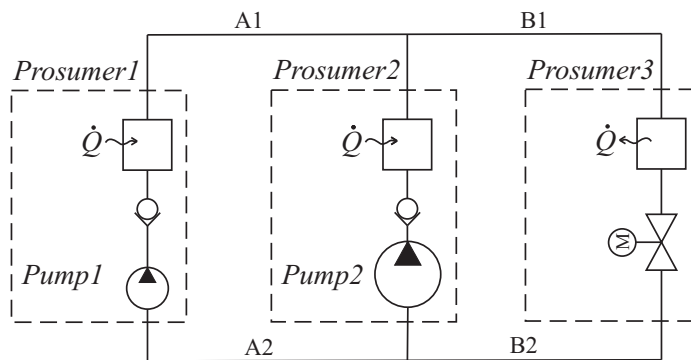 A1
B1
Prosumer1
Prosumer2
Prosumer3
Q̇
Q̇
Q̇
M
Pump1
Pump2
A2
B2